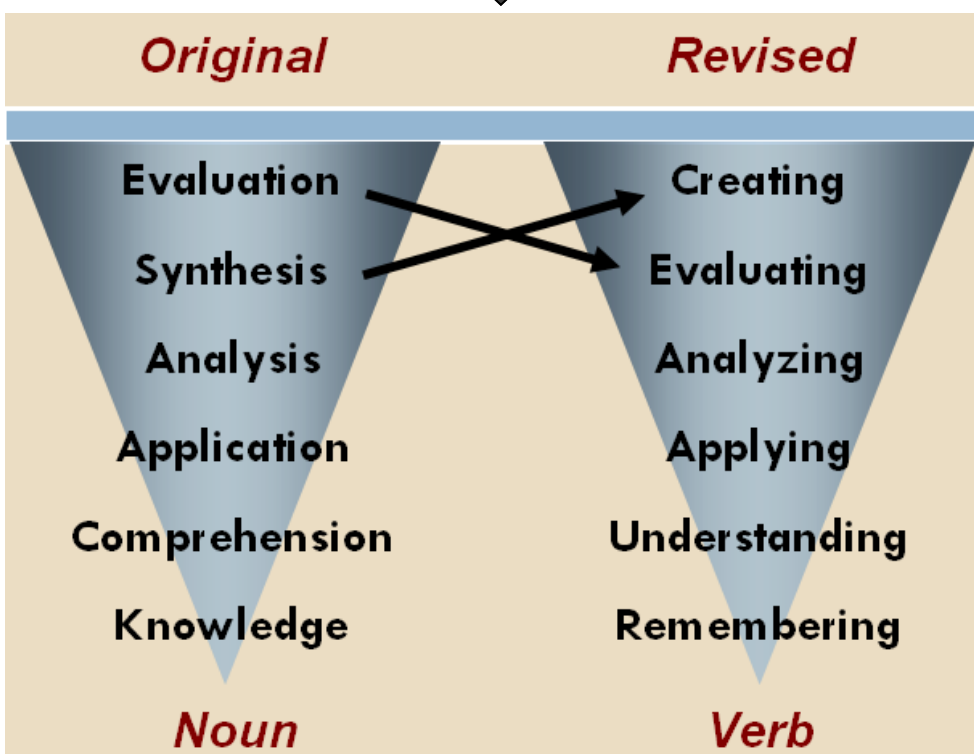 Original Revised
Evaluation Creating
Synthesis Evaluating
Analysis Analyzing
Application Applying
Comprehension Understanding
Knowledge Remembering
Noun Verb